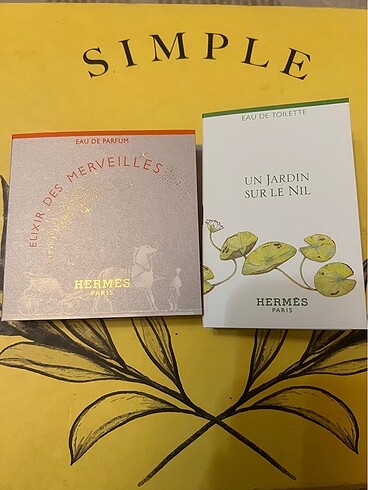 SIMPLE
EAU DE PARFUM
ELIXIR DES MERVEILLES
HERMÈS
PARIS
EAU DE TOILETTE
UN JARDIN
SUR LE NIL
HERMÈS
PARIS